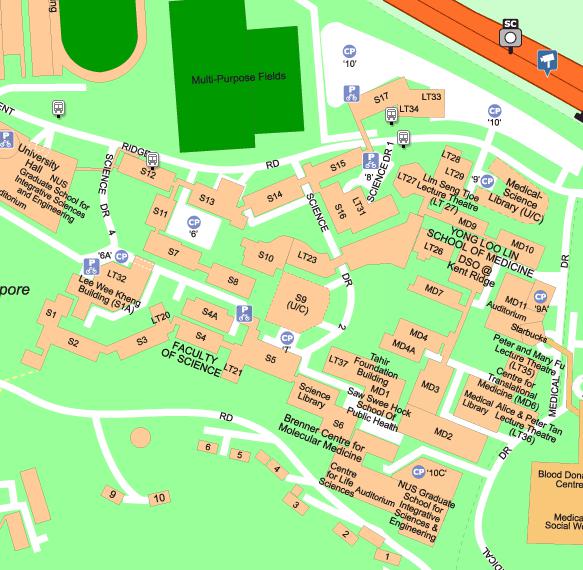 SC
CP
'10'
Multi-Purpose Fields
P
S17
LT33
LT34
CP
'10'
ENT
P
University
Hall
NUS
Graduate School for
Integrative Sciences
and Engineering
RIDGE
RD
S12
SCIENCE DR 4
S13
S14
S15
P
'8'
SCIENCE DR 1
LT28
LT29
LT27
Lim Seng Tjoe
Lecture Theatre
(LT 27)
'9'
CP
Medical-
Science
Library (U/C)
S11
CP
'6'
SCIENCE
S16
LT31
MD9
YONG LOO LIN
SCHOOL OF MEDICINE
MD10
LT26
DSO @
Kent Ridge
DR
'6A'
CP
P
S7
S10
LT23
LT32
Lee Wee Kheng
Building (S1A)
S8
DR
2
S9
(U/C)
MD7
MD11
CP
'9A'
Auditorium
Starbucks
pore
S1
S2
S3
LT20
S4A
P
S4
CP
'7'
FACULTY
OF SCIENCE
LT21
S5
MD4
MD4A
Peter and Mary Fu
Lecture Theatre
(LT35)
Centre for
Translational
Medicine (MD6)
LT37
Tahir
Foundation
Building
MD1
MD3
Science
Library
Saw Swee Hock
School Of
Public Health
Medical
Library
Alice & Peter Tan
Lecture Theatre
(LT36)
MEDICAL
DR
RD
S6
Brenner Centre for
Molecular Medicine
MD2
6
5
4
3
2
1
9
10
Centre
for Life
Sciences
Auditorium
CP
'10C'
NUS Graduate
School for
Integrative
Sciences &
Engineering
Blood Dona
Centre
Medica
Social W